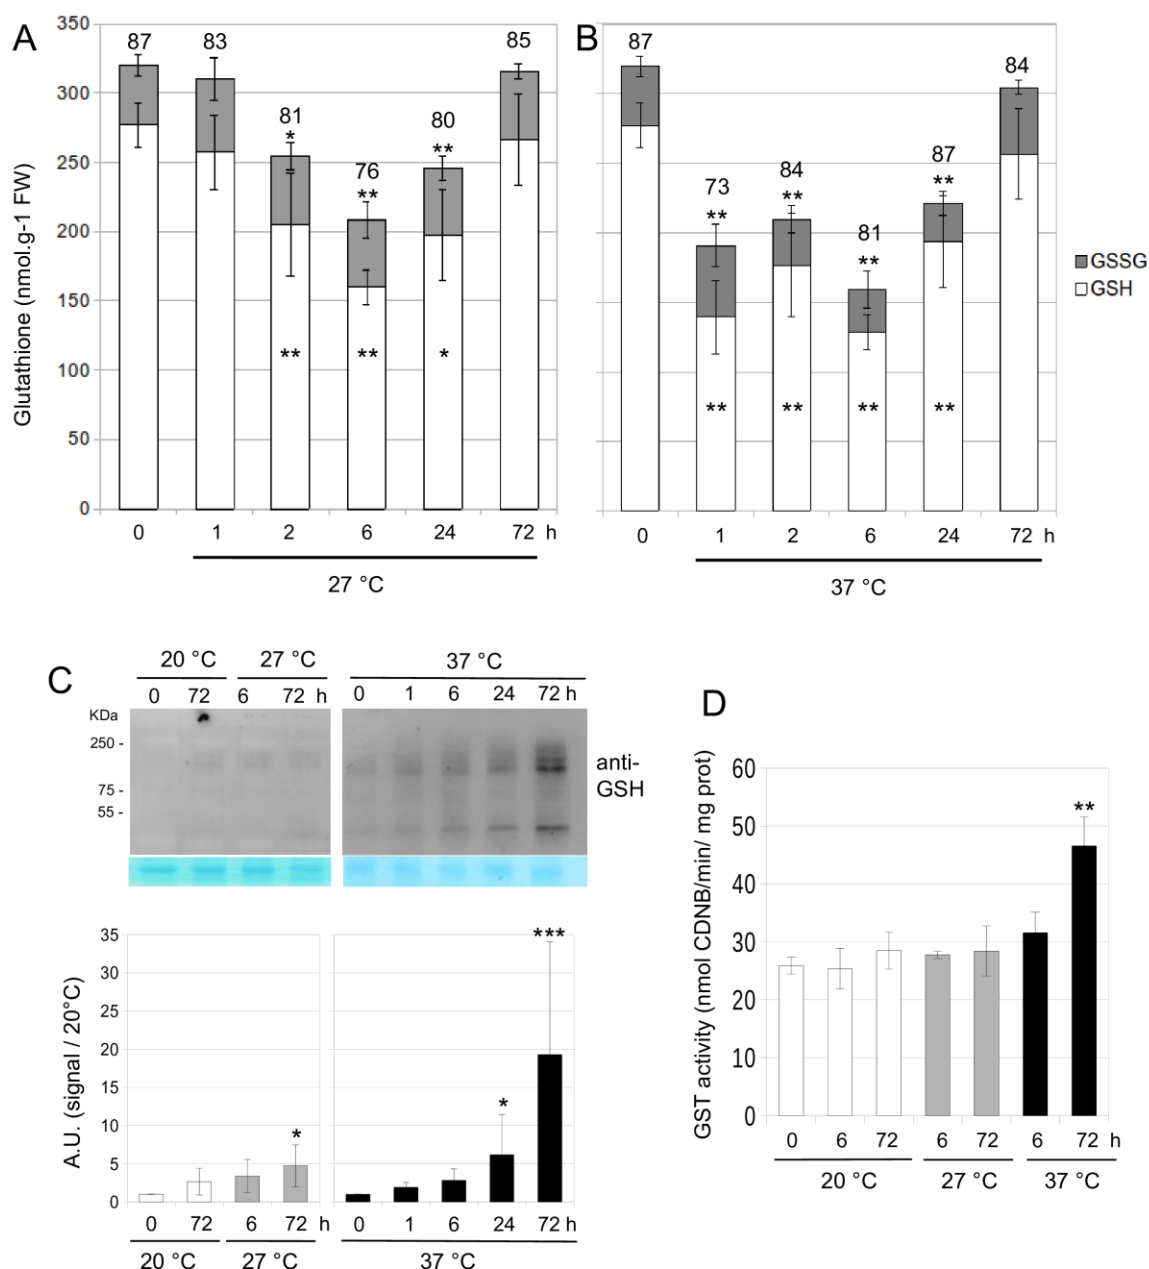 A
B
Glutathione (nmol.g-1 FW)
350
300
250
200
150
100
50
0
87
83
81
*
76
**
80
**
85
**
**
*
0 1 2 6 24 72 h
27 °C
87
73
**
84
**
81
**
87
**
84
**
**
**
**
0 1 2 6 24 72 h
37 °C
GSSG
GSH
C
20 °C 27 °C 37 °C
0 72 6 72 h 0 1 6 24 72 h
KDa
250 -
75 -
55 -
anti-
GSH
A.U. (signal / 20°C)
35
30
25
20
15
10
5
0
*
*
***
0 72 6 72 h 0 1 6 24 72 h
20 °C 27 °C 37 °C
D
GST activity (nmol CDNB/min/ mg prot)
60
50
40
30
20
10
0
**
0 6 72 6 72 6 72 h
20 °C 27 °C 37 °C